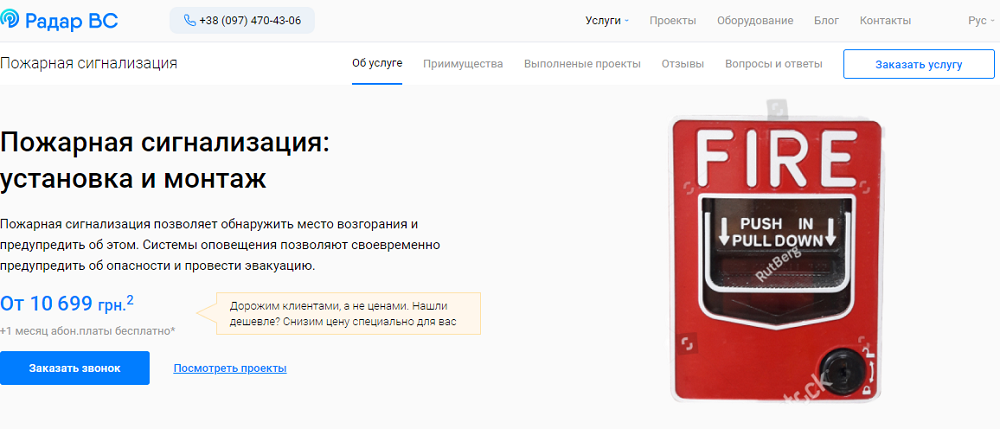 Радар ВС
+38 (097) 470-43-06
Услуги
Проекты
Оборудование
Блог
Контакты
Рус
Пожарная сигнализация
Об услуге
Приимущества
Выполненые проекты
Отзывы
Вопросы и ответы
Заказать услугу
Пожарная сигнализация:
установка и монтаж
Пожарная сигнализация позволяет обнаружить место возгорания и
предупредить об этом. Системы оповещения позволяют своевременно
предупредить об опасности и провести эвакуацию.
От 10 699 грн.2
+1 месяц абон.платы бесплатно*
Дорожим клиентами, а не ценами. Нашли
дешевле? Снизим цену специально для вас
Заказать звонок
Посмотреть проекты
FIRE
PUSH IN
PULL DOWN
RutBerg